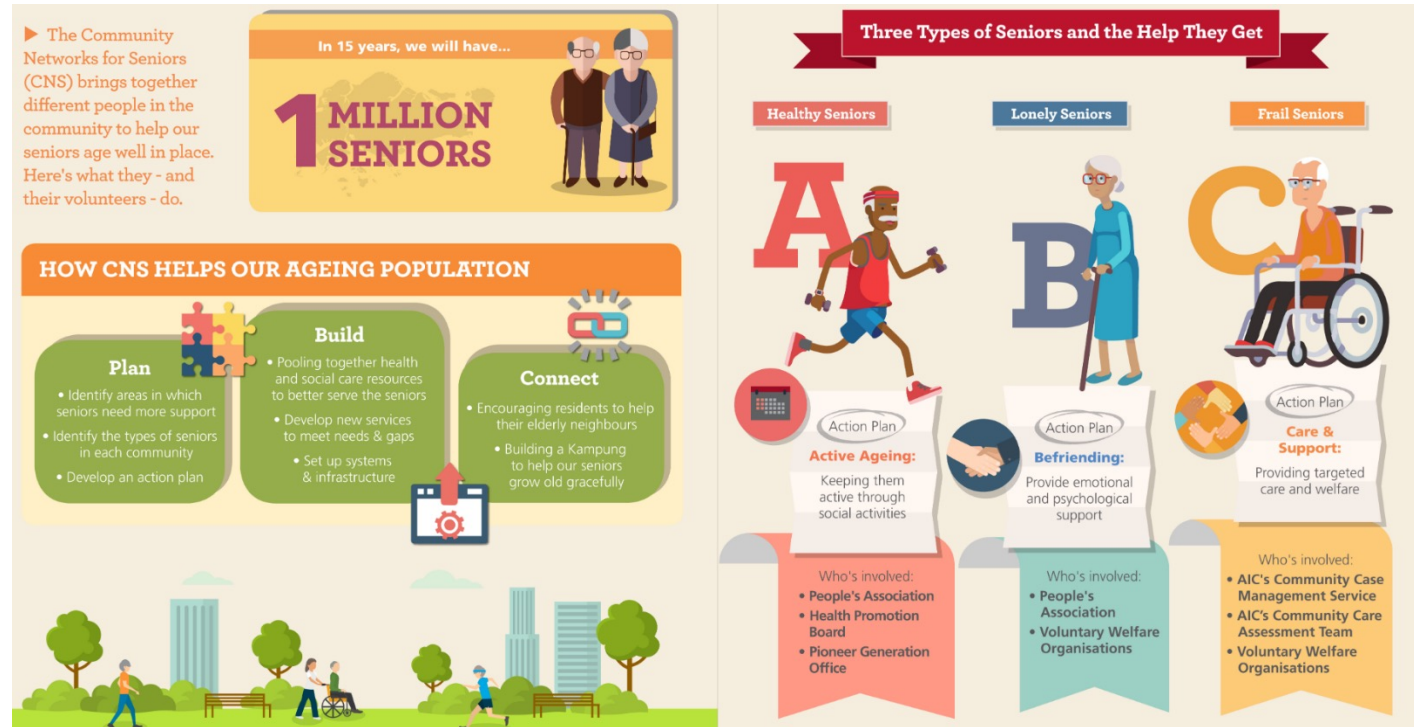 ▶ The Community
Networks for Seniors
(CNS) brings together
different people in the
community to help our
seniors age well in place.
Here's what they - and
their volunteers - do.
In 15 years, we will have...
1 MILLION
SENIORS
HOW CNS HELPS OUR AGEING POPULATION
Plan
• Identify areas in which
seniors need more support
• Identify the types of seniors
in each community
• Develop an action plan
Build
• Pooling together health
and social care resources
to better serve the seniors
• Develop new services
to meet needs & gaps
• Set up systems
& infrastructure
Connect
• Encouraging residents to help
their elderly neighbours
• Building a Kampung
to help our seniors
grow old gracefully
Three Types of Seniors and the Help They Get
Healthy Seniors
A
Action Plan
Active Ageing:
Keeping them
active through
social activities
Who's involved:
• People's Association
• Health Promotion
Board
• Pioneer Generation
Office
Lonely Seniors
B
Action Plan
Befriending:
Provide emotional
and psychological
support
Who's involved:
• People's
Association
• Voluntary Welfare
Organisations
Frail Seniors
C
Action Plan
Care &
Support:
Providing targeted
care and welfare
Who's involved:
• AIC's Community Case
Management Service
• AIC's Community Care
Assessment Team
• Voluntary Welfare
Organisations